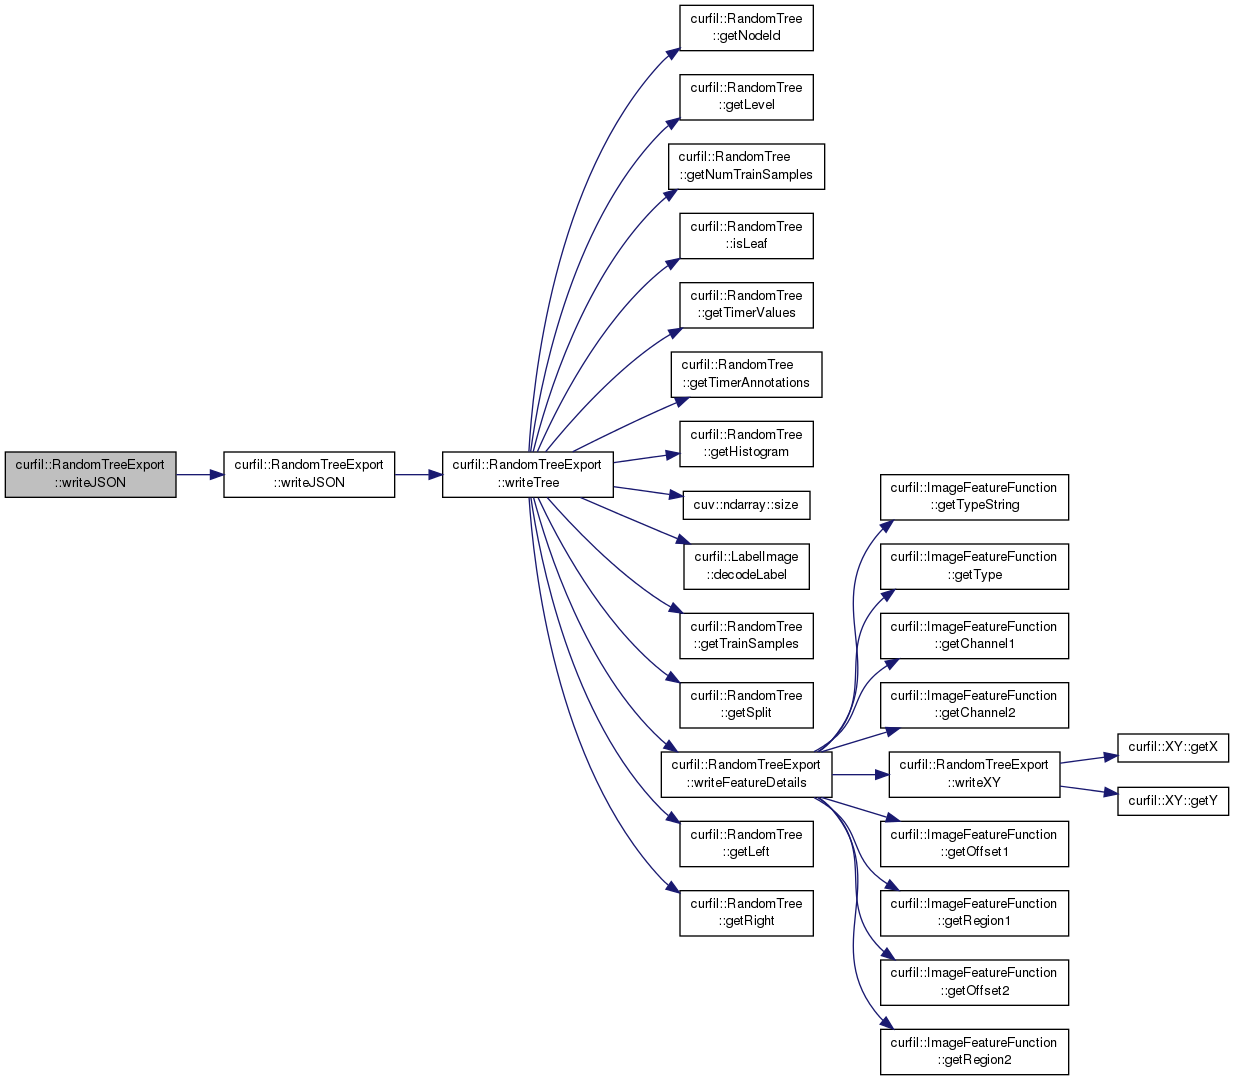 curfil::RandomTreeExport
::writeJSON
curfil::RandomTreeExport
::writeJSON
curfil::RandomTreeExport
::writeTree
curfil::RandomTree
::getNodeId
curfil::RandomTree
::getLevel
curfil::RandomTree
::getNumTrainSamples
curfil::RandomTree
::isLeaf
curfil::RandomTree
::getTimerValues
curfil::RandomTree
::getTimerAnnotations
curfil::RandomTree
::getHistogram
cuv::ndarray::size
curfil::LabelImage
::decodeLabel
curfil::RandomTree
::getTrainSamples
curfil::RandomTree
::getSplit
curfil::RandomTreeExport
::writeFeatureDetails
curfil::RandomTree
::getLeft
curfil::RandomTree
::getRight
curfil::ImageFeatureFunction
::getTypeString
curfil::ImageFeatureFunction
::getType
curfil::ImageFeatureFunction
::getChannel1
curfil::ImageFeatureFunction
::getChannel2
curfil::RandomTreeExport
::writeXY
curfil::ImageFeatureFunction
::getOffset1
curfil::ImageFeatureFunction
::getRegion1
curfil::ImageFeatureFunction
::getOffset2
curfil::ImageFeatureFunction
::getRegion2
curfil::XY::getX
curfil::XY::getY